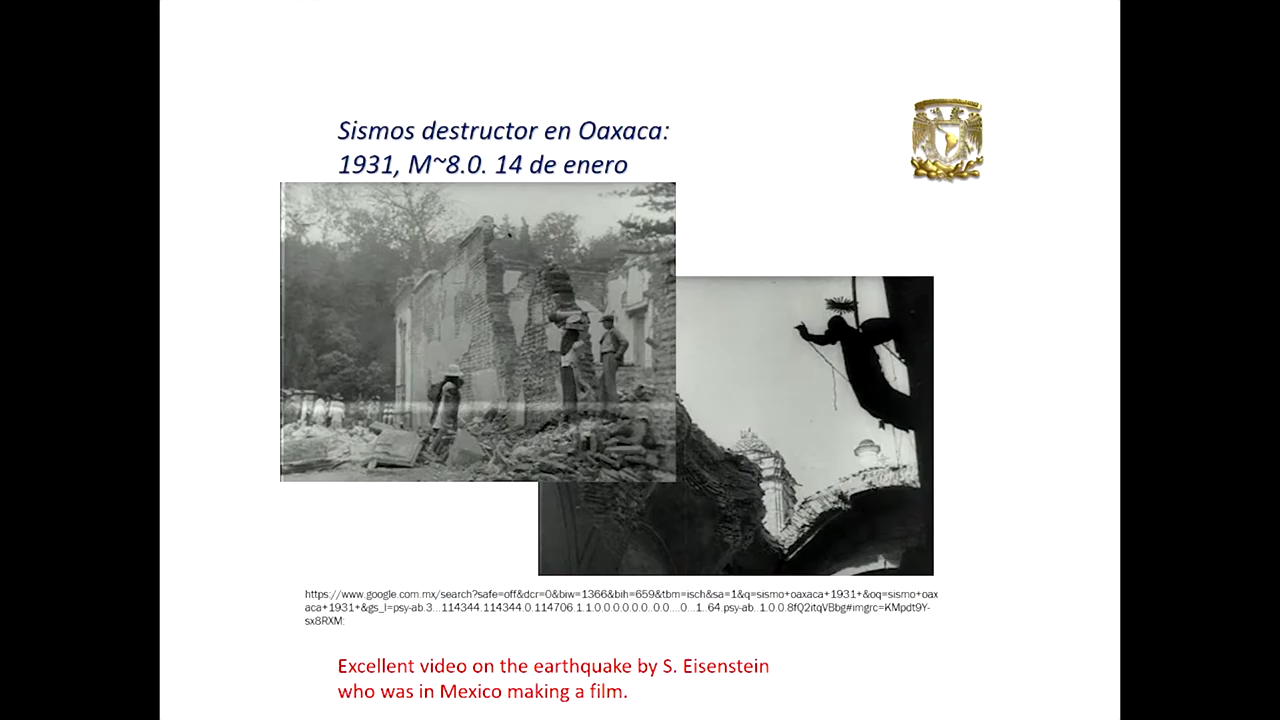 Sismos destructor en Oaxaca:
1931, M~8.0. 14 de enero
https://www.google.com.mx/search?safe=off&dcr=0&biw=1366&bih=659&tbm=isch&sa=1&q=sismo+oaxaca+1931+&oq=sismo+oax
aca+1931+&gs_l=psy-ab.3...114344.114344.0.114706.1.1.0.0.0.0.0.0..0.0....0...1..64.psy-ab..1.0.0.8fQ2itqVBbg#imgrc=KMpdt9Y-
sx8RXM:
Excellent video on the earthquake by S. Eisenstein
who was in Mexico making a film.